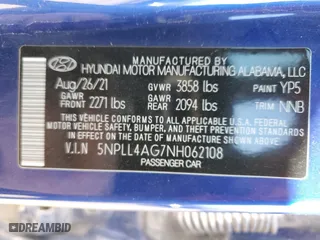 MANUFACTURED BY
HYUNDAI MOTOR MANUFACTURING ALABAMA, LLC
Aug/26/21 GVWR 3858 lbs PAINT YP5
GAWR FRONT 2271 lbs GAWR REAR 2094 lbs TRIM NNB
THIS VEHICLE CONFORMS TO ALL APPLICABLE
U.S. FEDERAL MOTOR VEHICLE SAFETY, BUMPER,
AND THEFT PREVENTION STANDARDS IN EFFECT
ON THE DATE OF MANUFACTURE SHOWN ABOVE.
V.I.N 5NPLL4AG7NH062108
PASSENGER CAR
DEALERSHIP.COM